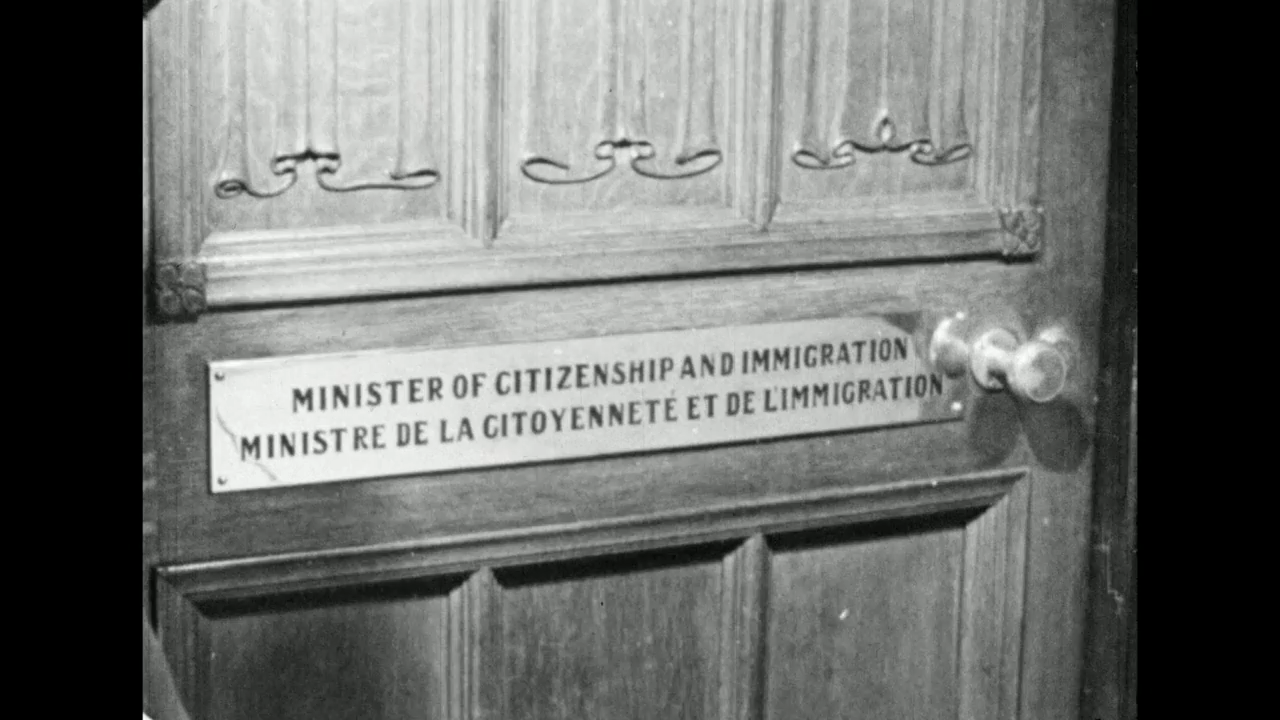 MINISTER OF CITIZENSHIP AND IMMIGRATION
MINISTRE DE LA CITOYENNETÉ ET DE L'IMMIGRATION